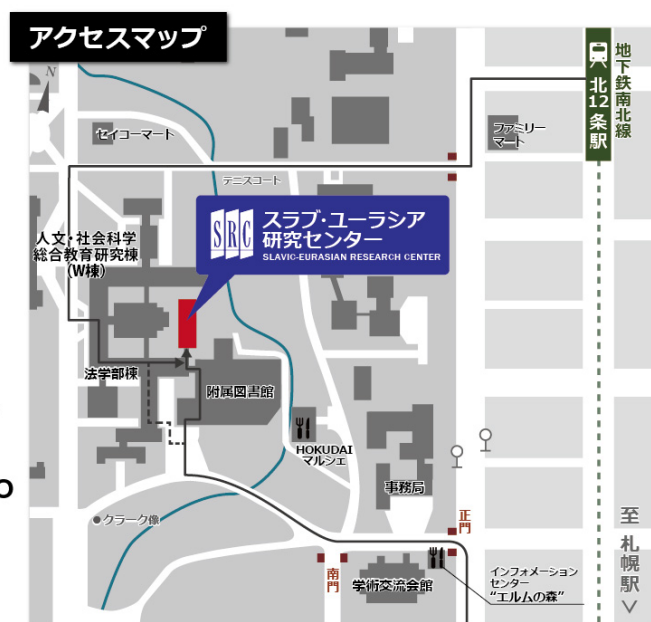 アクセスマップ
N
地下鉄南北線
北12条駅
セイコーマート
ファミリー
マート
テニスコート
SRC
スラブ・ユーラシア
研究センター
SLAVIC-EURASIAN RESEARCH CENTER
人文・社会科学
総合教育研究棟
(W棟)
法学部棟
附属図書館
HOKUDAI
マルシェ
事務局
クラーク像
正門
南門
学術交流会館
インフォメーション
センター
“エルムの森”
至札幌駅
O